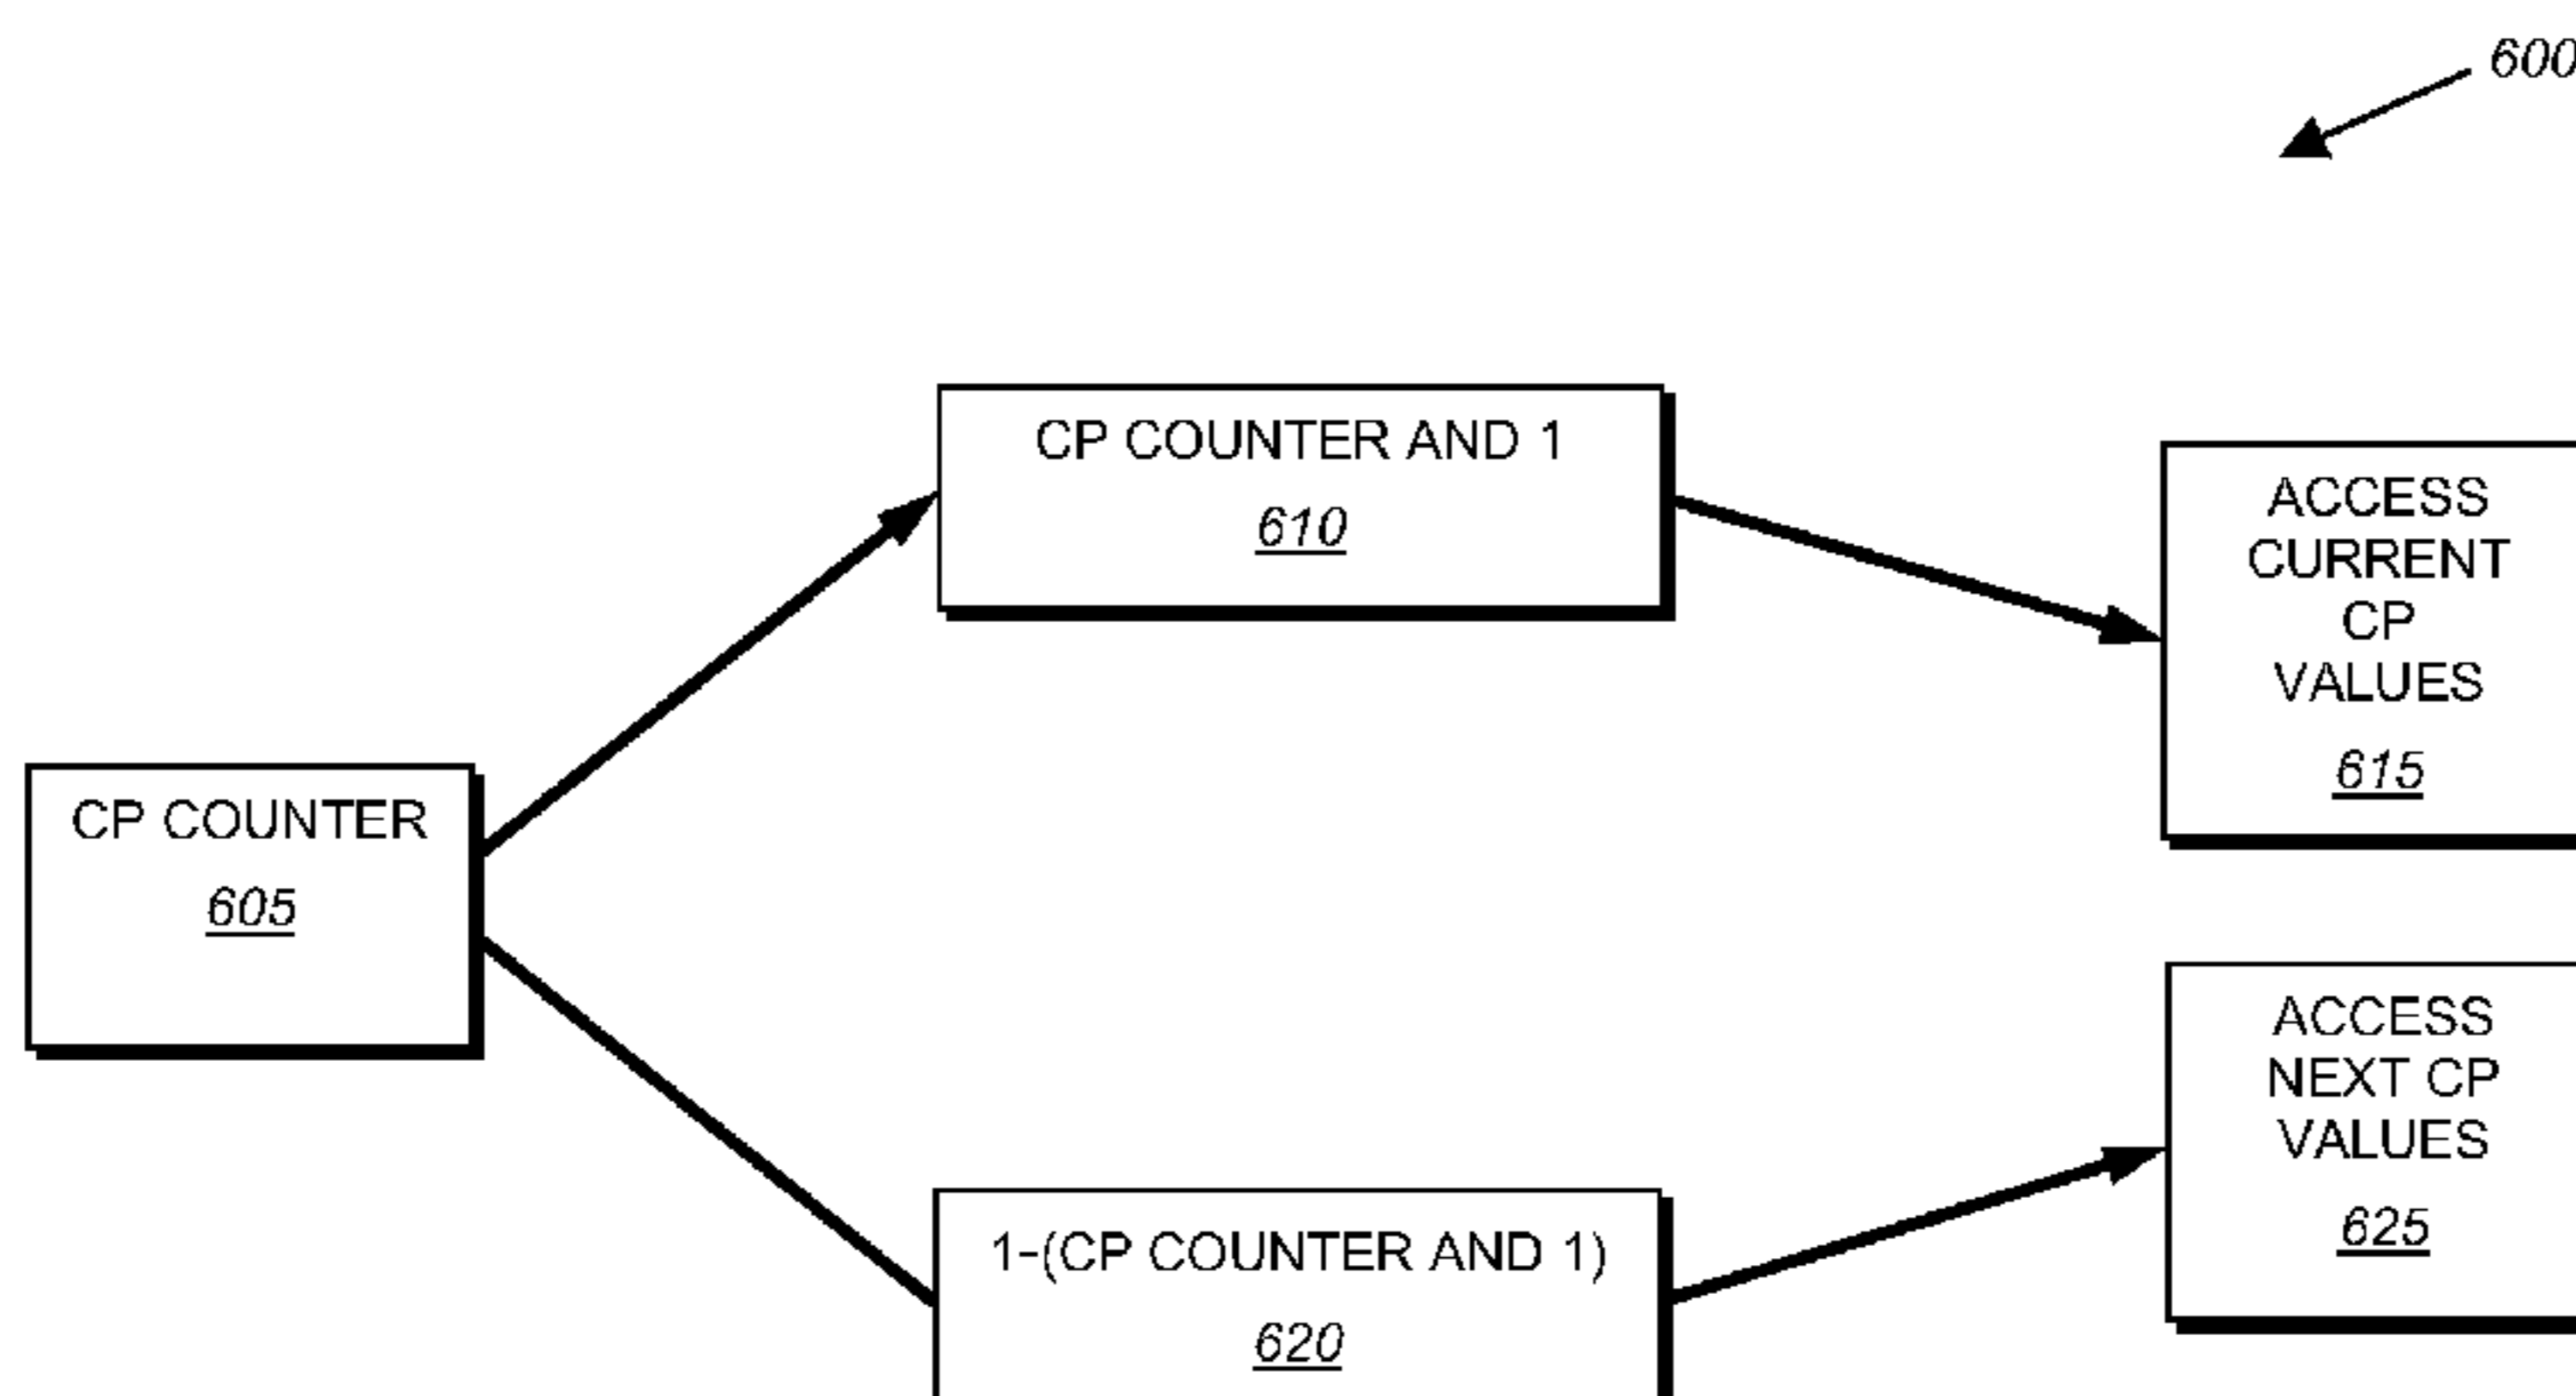 600
CP COUNTER AND 1
610
ACCESS
CURRENT
CP
VALUES
615
CP COUNTER
605
ACCESS
NEXT CP
VALUES
625
1-(CP COUNTER AND 1)
620